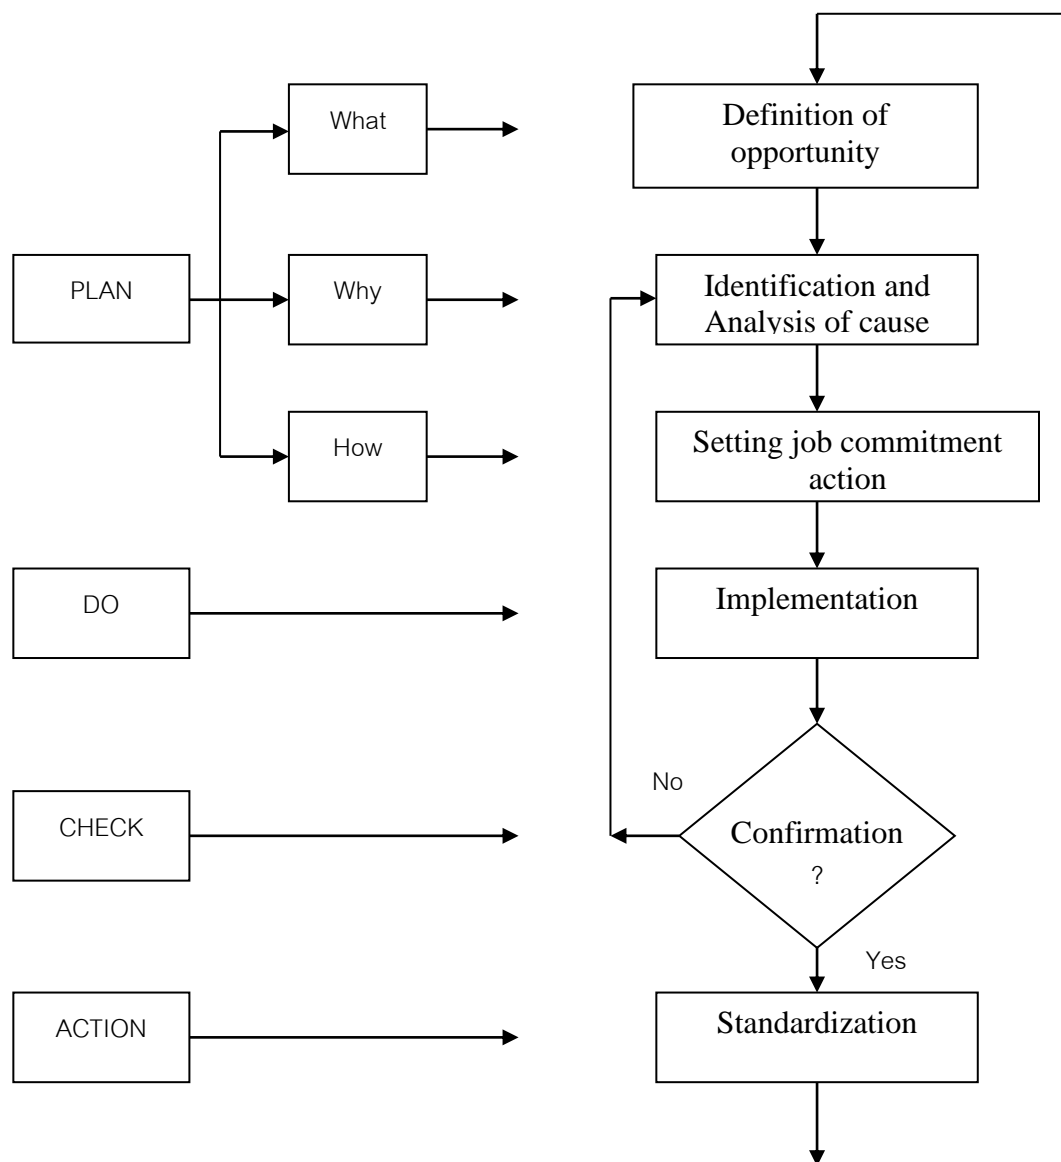 What
Definition of
opportunity
PLAN
Why
Identification and
Analysis of cause
How
Setting job commitment
action
DO
Implementation
No
CHECK
Confirmation
?
Yes
ACTION
Standardization